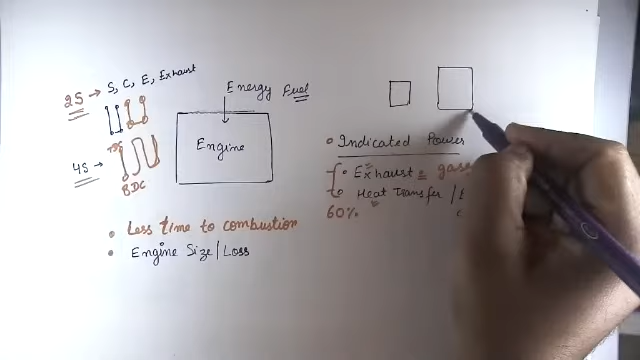 2S → S, C, E, Exhaust
TDC
4S →
BDC
Energy Fuel
Engine
• Less time to combustion
• Engine Size/Loss
• Indicated Power
• Exhaust = gase
Heat Transfer /
60%